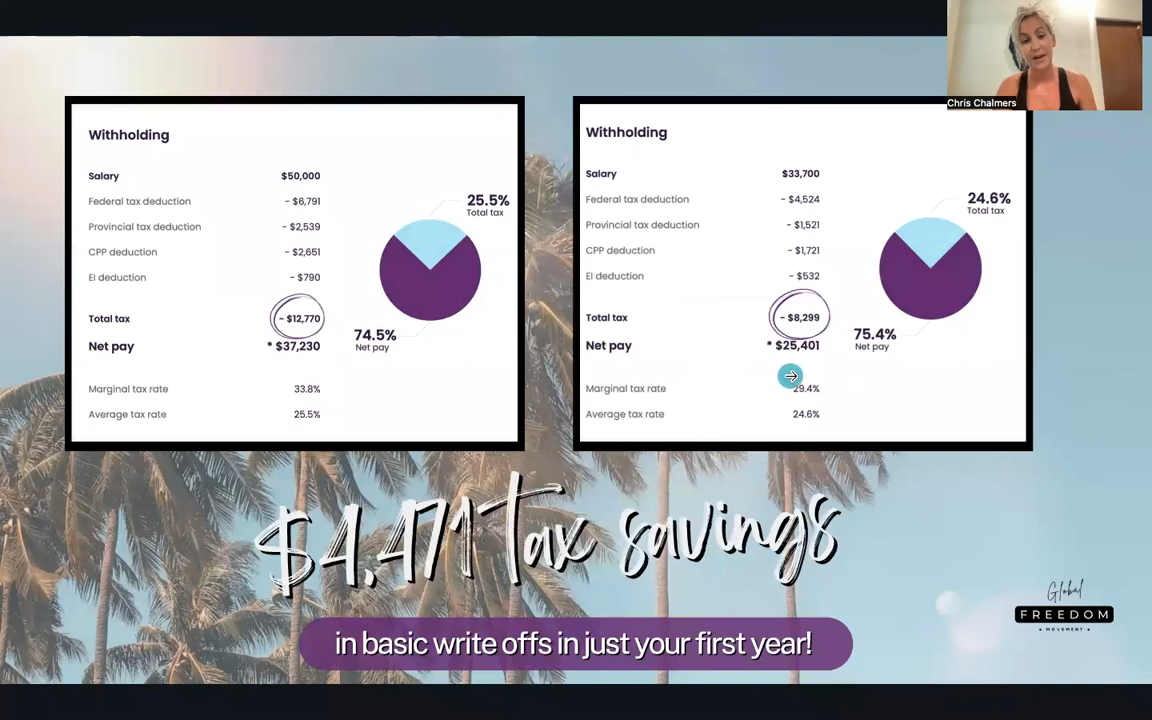 Chris Chalmers
Withholding
Salary $50,000
Federal tax deduction - $6,791
Provincial tax deduction - $2,539
CPP deduction - $2,651
EI deduction - $790
Total tax - $12,770
Net pay * $37,230
Marginal tax rate 33.8%
Average tax rate 25.5%
25.5%
Total tax
74.5%
Net pay
Withholding
Salary $33,700
Federal tax deduction - $4,524
Provincial tax deduction - $1,521
CPP deduction - $1,721
EI deduction - $532
Total tax - $8,299
Net pay * $25,401
Marginal tax rate 29.4%
Average tax rate 24.6%
24.6%
Total tax
75.4%
Net pay
$4,471 tax savings
in basic write offs in just your first year!
Global
FREEDOM
• MOVEMENT •